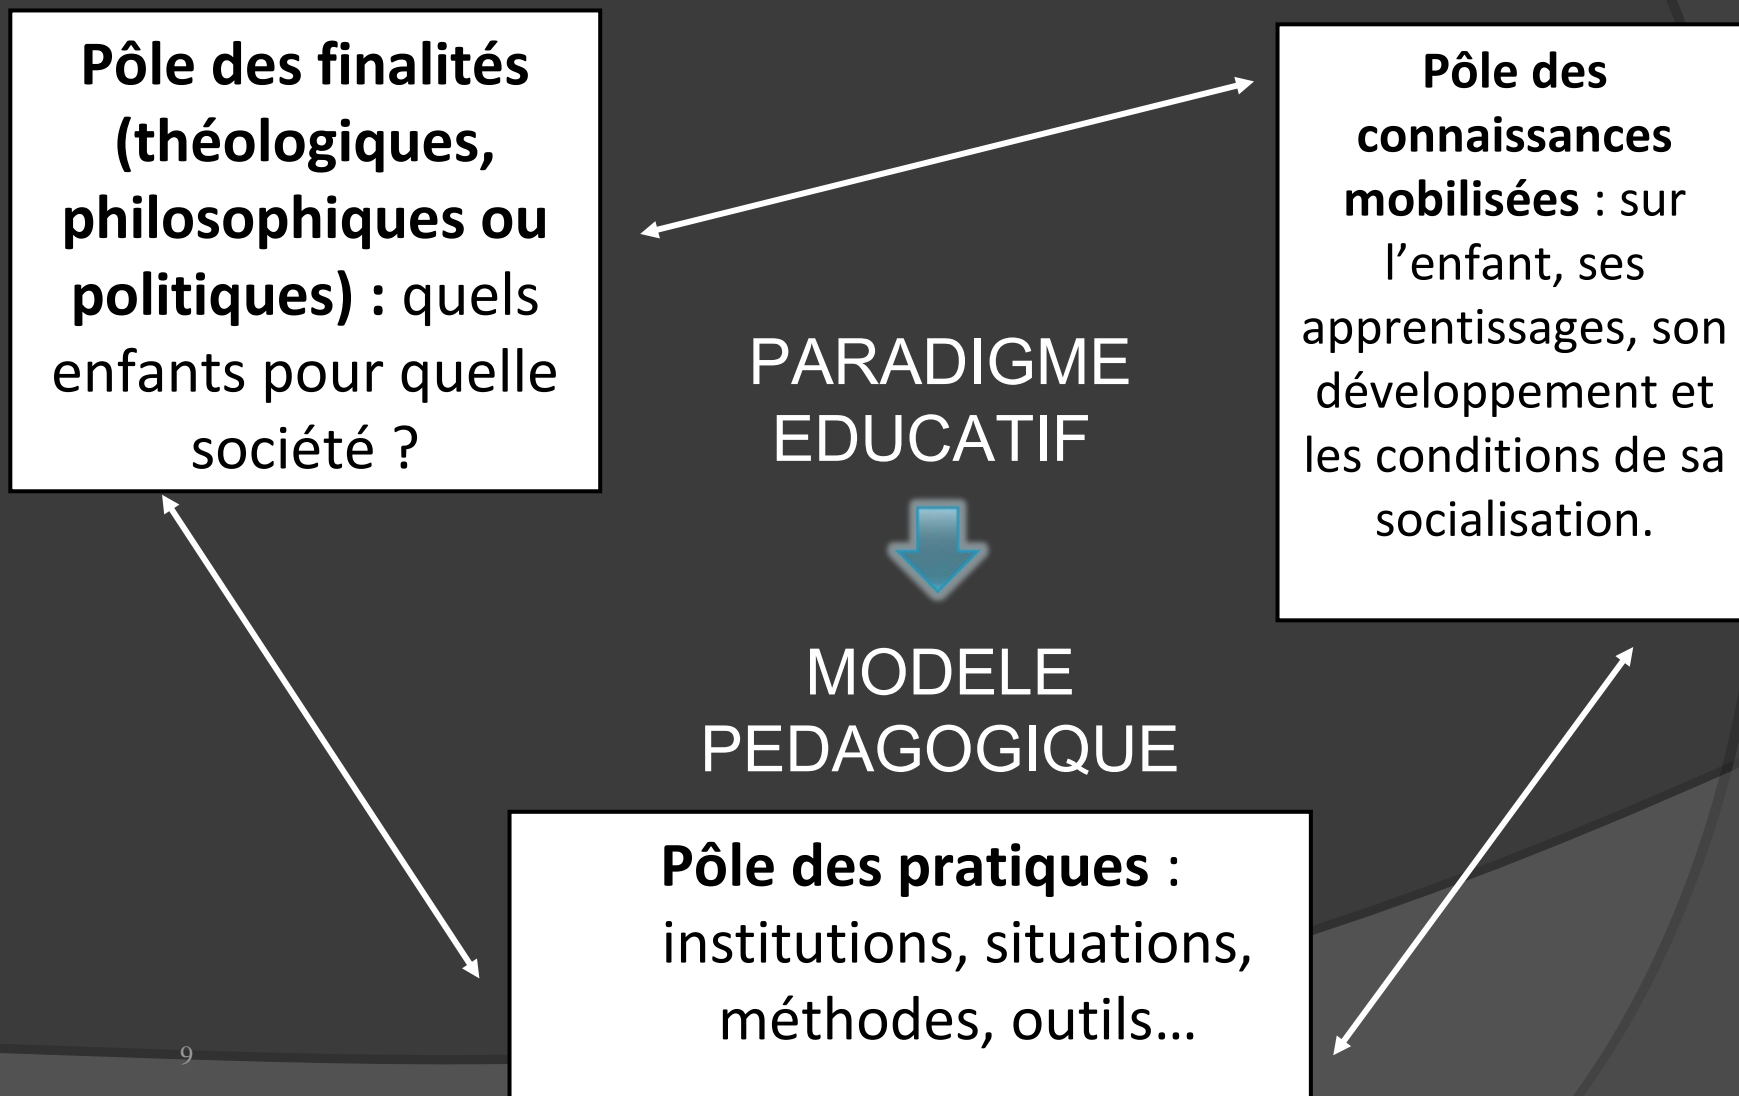 Pôle des finalités
(théologiques,
philosophiques ou
politiques) : quels
enfants pour quelle
société ?
Pôle des
connaissances
mobilisées : sur
l’enfant, ses
apprentissages, son
développement et
les conditions de sa
socialisation.
PARADIGME
EDUCATIF
MODELE
PEDAGOGIQUE
Pôle des pratiques :
institutions, situations,
méthodes, outils…
9